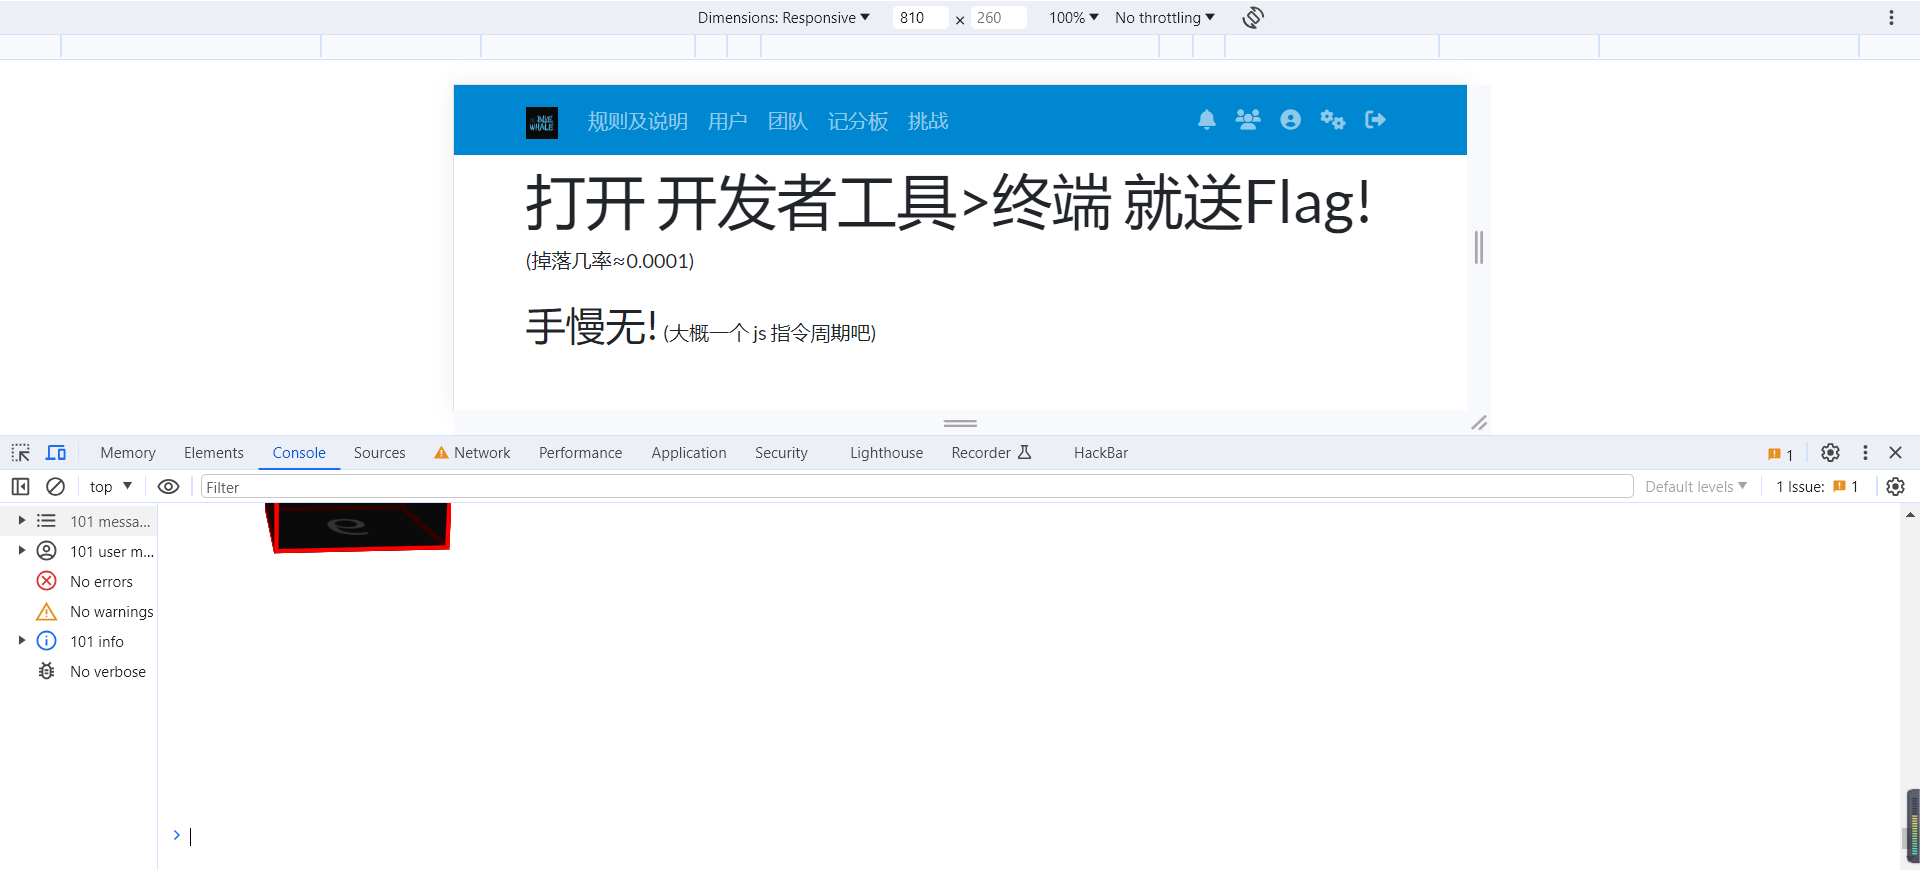 Dimensions: Responsive 810 × 260 100% No throttling
BLUE WHALE 规则及说明 用户 团队 记分板 挑战
打开 开发者工具>终端 就送Flag!
(掉落几率≈0.0001)
手慢无! (大概一个 js 指令周期吧)
Memory Elements Console Sources Network Performance Application Security Lighthouse Recorder HackBar 1
top Filter Default levels 1 Issue: 1
101 messa...
101 user m...
No errors
No warnings
101 info
No verbose
e
>